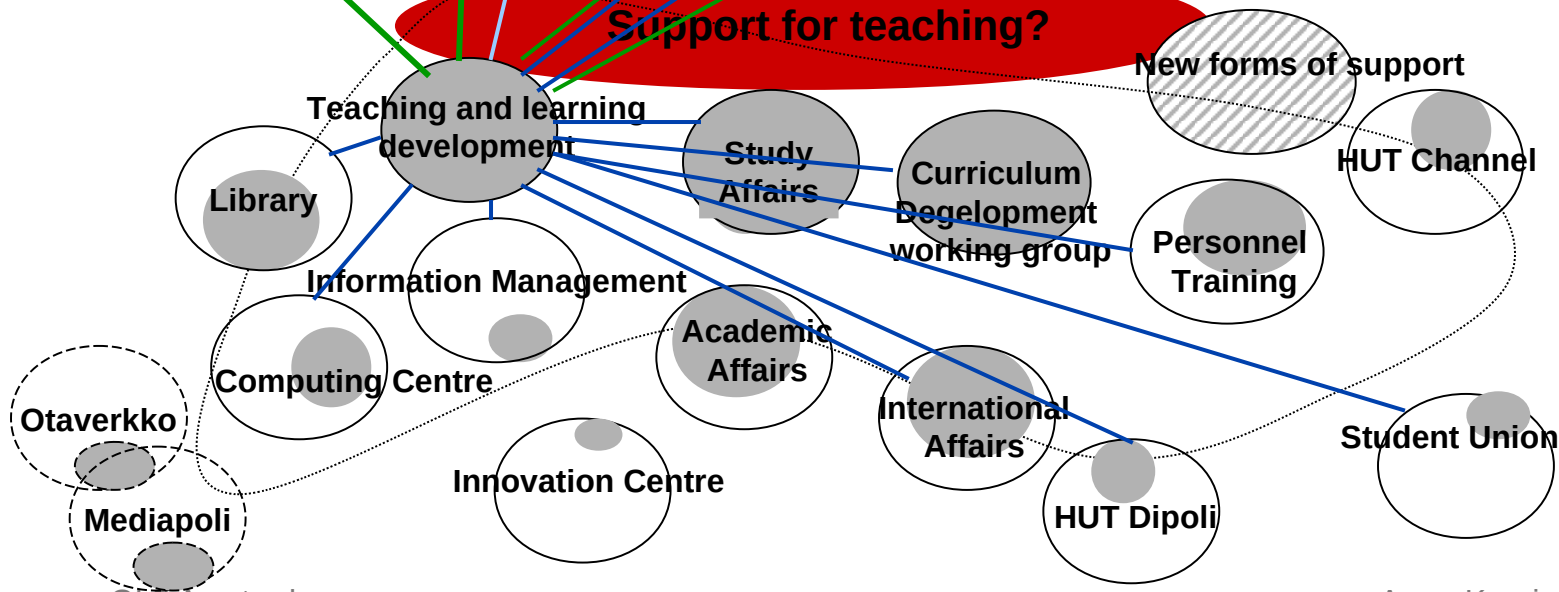 Support for teaching?
New forms of support
Teaching and learning
development
Study
Affairs
Curriculum
Degelopment
working group
HUT Channel
Library
Personnel
Training
Information Management
Academic
Affairs
Computing Centre
International
Affairs
Otaverkko
Student Union
Innovation Centre
Mediapoli
HUT Dipoli